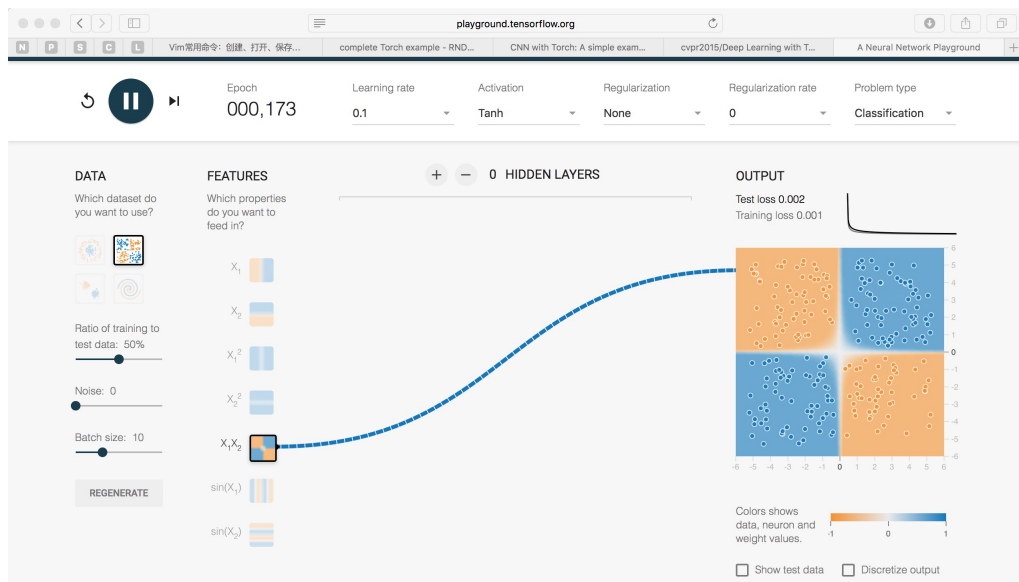 playground.tensorflow.org
N P S C L Vim常用命令：创建、打开、保存... complete Torch example - RND... CNN with Torch: A simple exam... cvpr2015/Deep Learning with T... A Neural Network Playground +
Epoch
000,173
Learning rate
0.1
Activation
Tanh
Regularization
None
Regularization rate
0
Problem type
Classification
DATA
Which dataset do
you want to use?
Ratio of training to
test data: 50%
Noise: 0
Batch size: 10
REGENERATE
FEATURES
Which properties
do you want to
feed in?
X₁
X₂
X₁²
X₂²
X₁X₂
sin(X₁)
sin(X₂)
+ − 0 HIDDEN LAYERS
OUTPUT
Test loss 0.002
Training loss 0.001
6
5
4
3
2
1
0
-1
-2
-3
-4
-5
-6
-6 -5 -4 -3 -2 -1 0 1 2 3 4 5 6
Colors shows
data, neuron and
weight values.
-1 0 1
Show test data
Discretize output